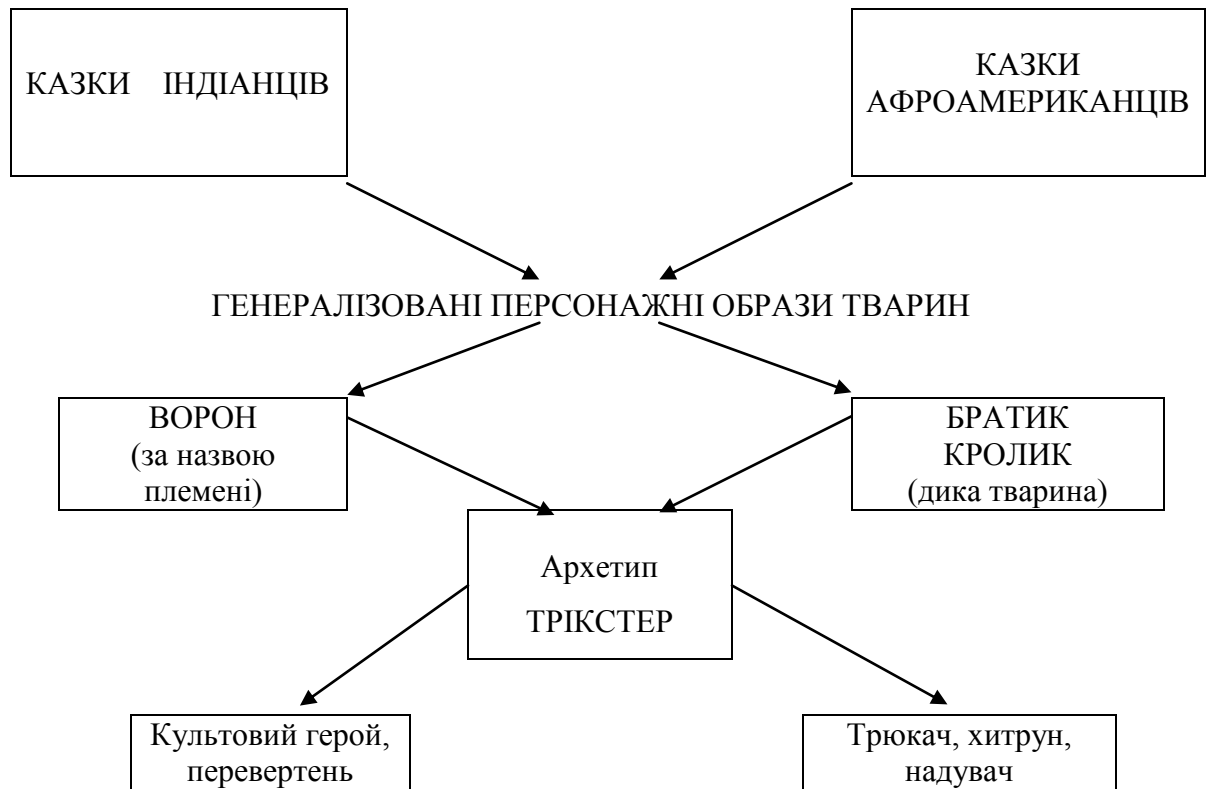 КАЗКИ ІНДІАНЦІВ
КАЗКИ
АФРОАМЕРИКАНЦІВ
ГЕНЕРАЛІЗОВАНІ ПЕРСОНАЖНІ ОБРАЗИ ТВАРИН
ВОРОН
(за назвою
племені)
БРАТИК
КРОЛИК
(дика тварина)
Архетип
ТРІКСТЕР
Культовий герой,
перевертень
Трюкач, хитрун,
надувач